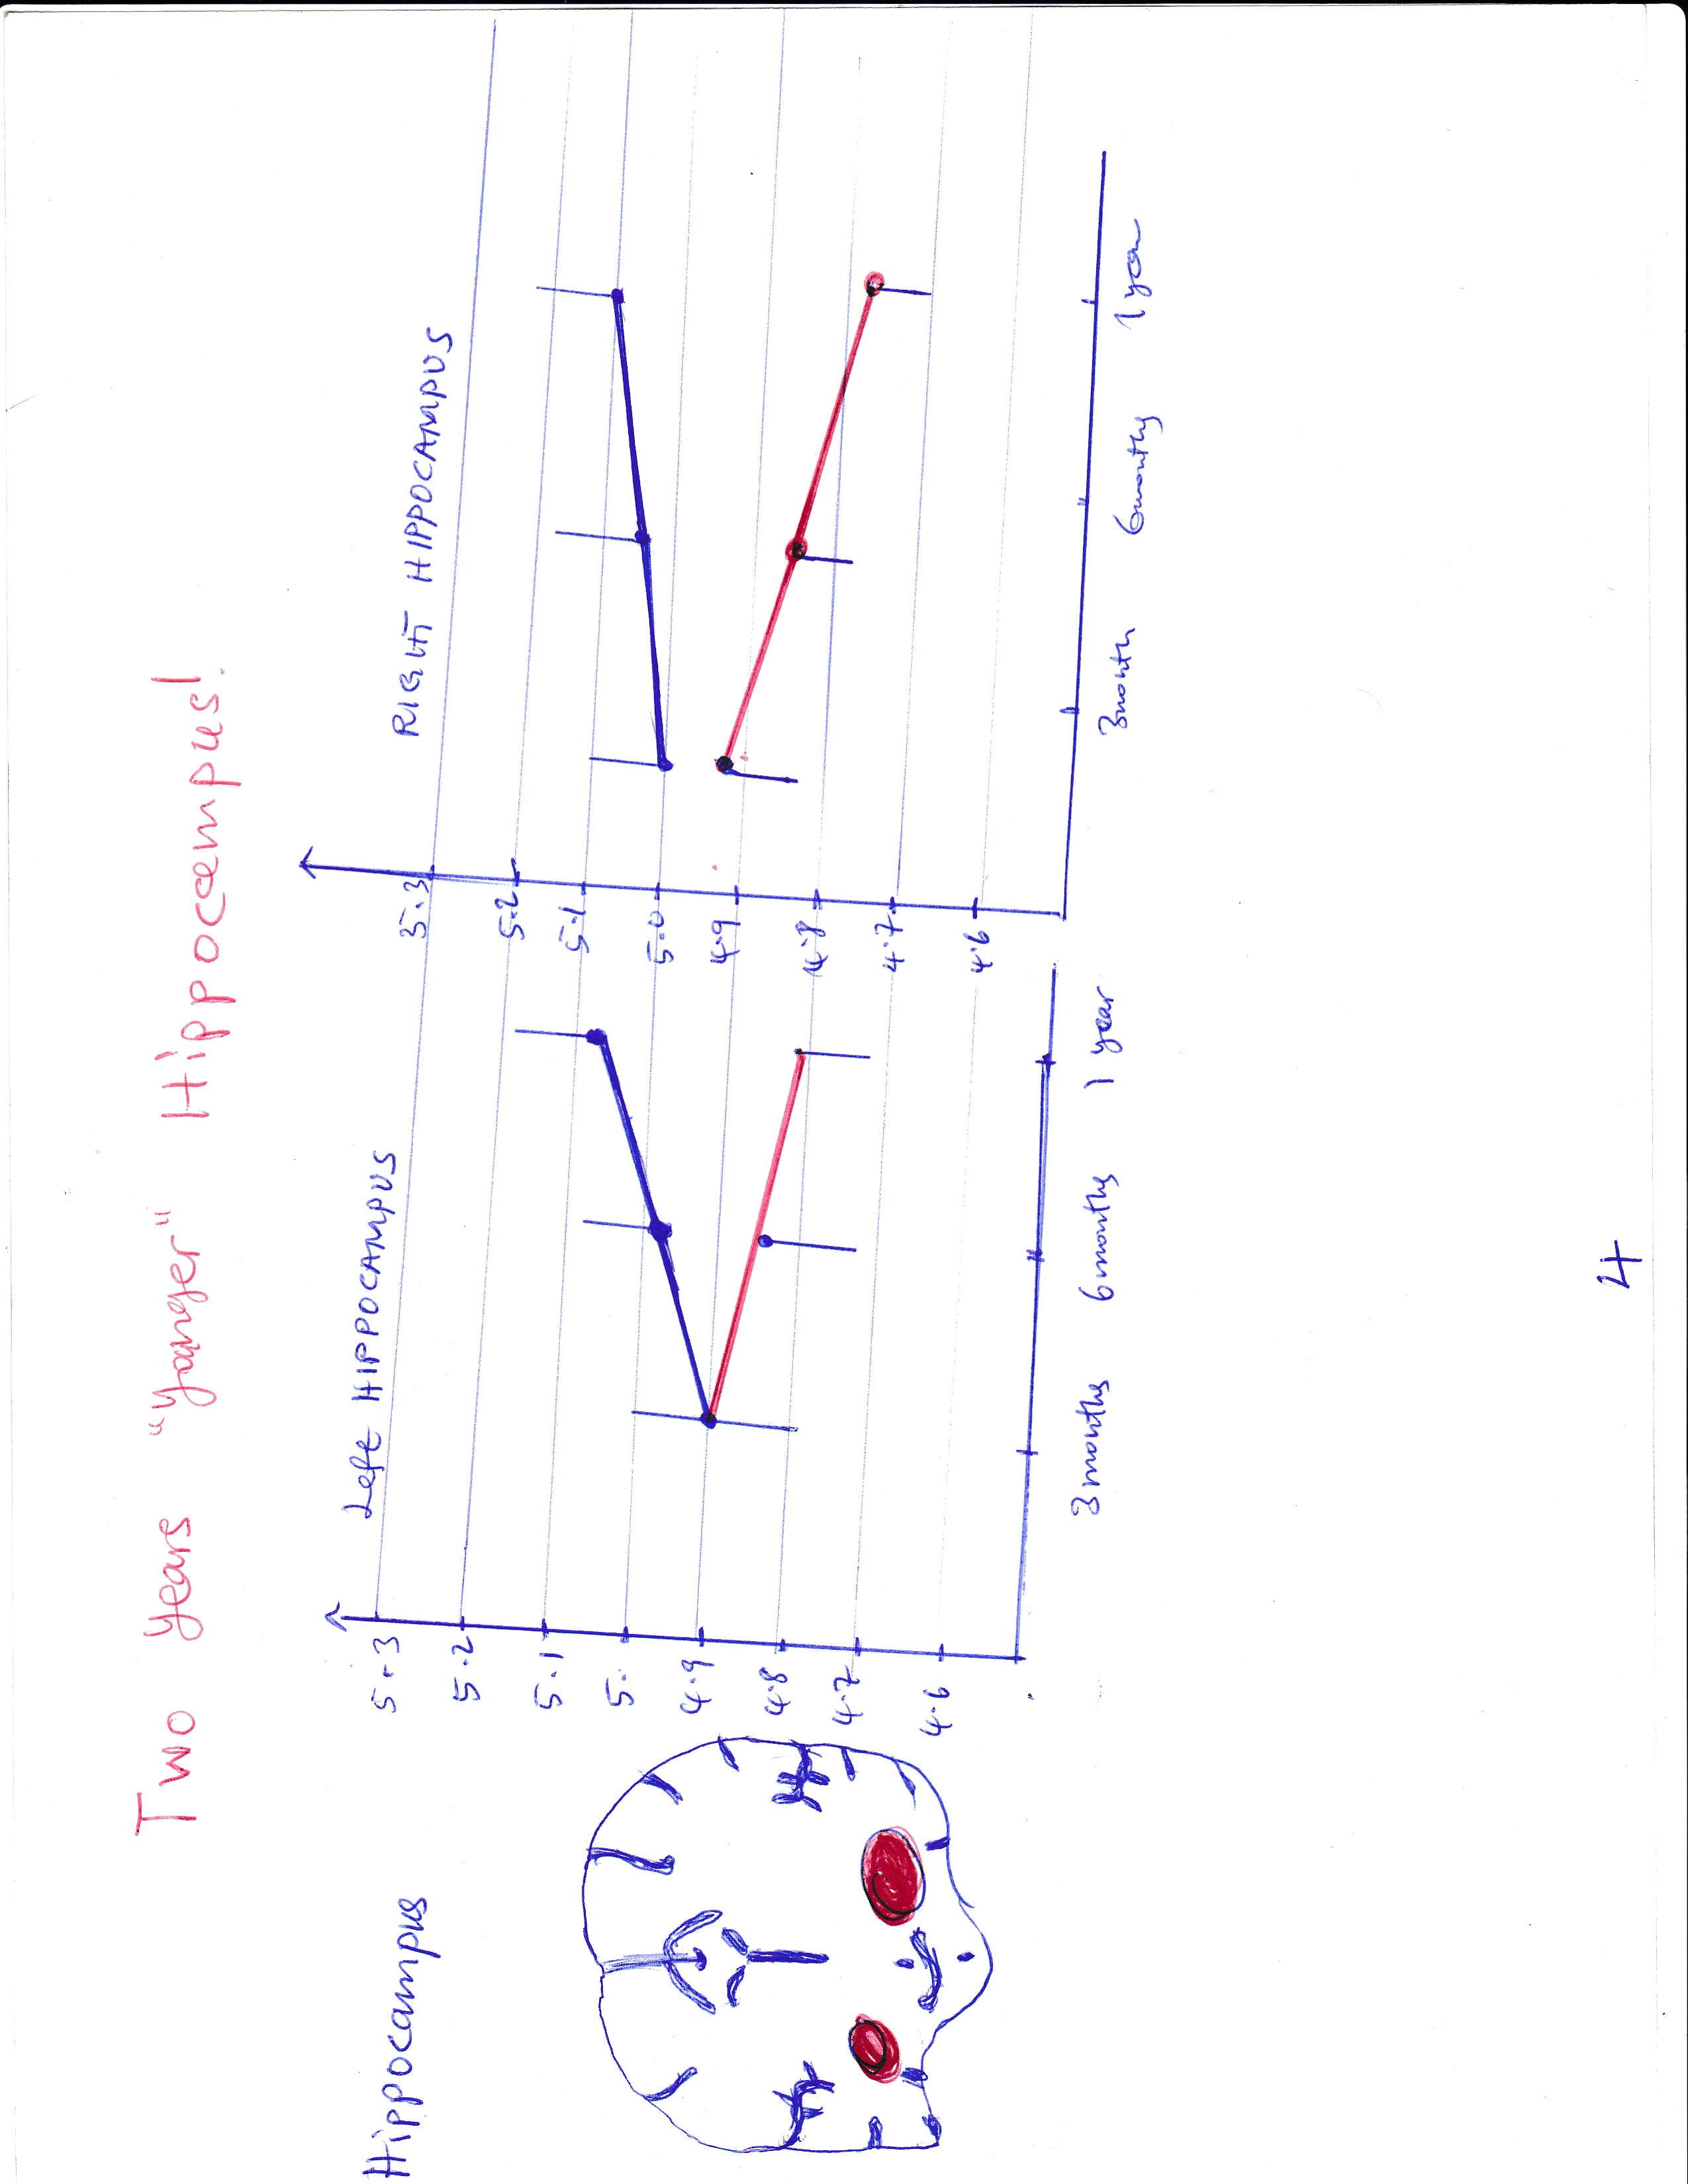 Two Years "Younger" Hippocampus!
Hippocampus
Left HIPPOCAMPUS
5.3
5.2
5.1
5.
4.9
4.8
4.7
4.6
3 months 6 months 1 year
RIGHT HIPPOCAMPUS
5.3
5.2
5.1
5.0
4.9
4.8
4.7
4.6
3 month 6 months 1 year
4